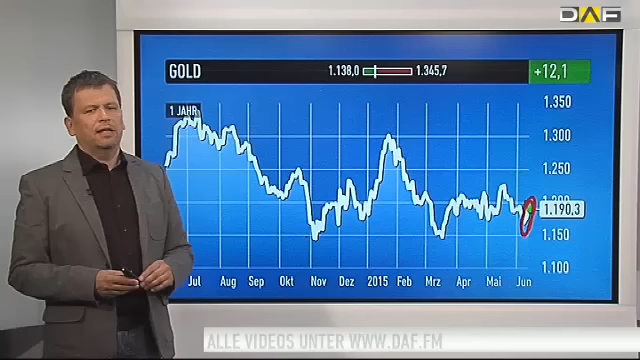 DAF
GOLD 1.138,0 1.345,7 +12,1
1 JAHR
1.350
1.300
1.250
1.200
1.190,3
1.150
1.100
Jul Aug Sep Okt Nov Dez 2015 Feb Mrz Apr Mai Jun
ALLE VIDEOS UNTER WWW.DAF.FM